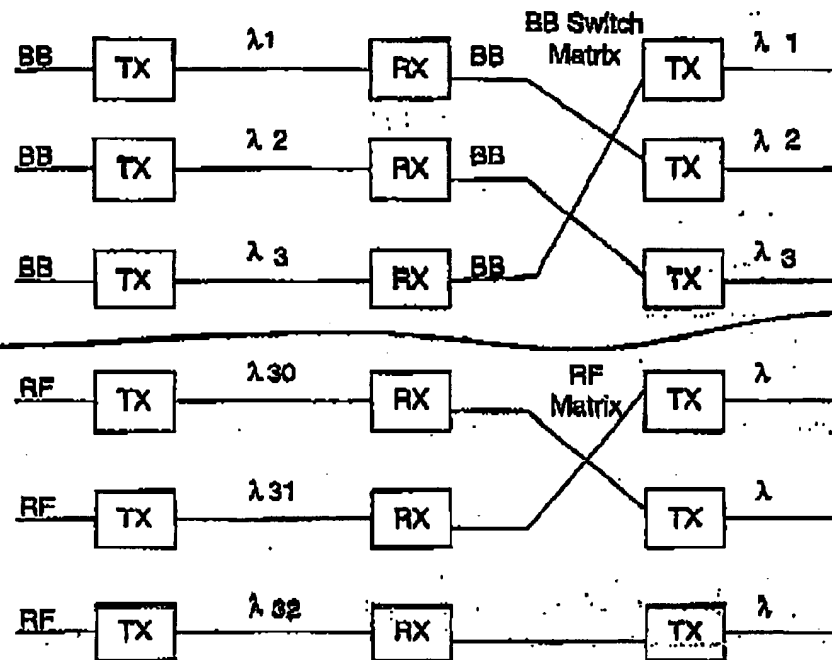 BB Switch
Matrix
BB TX λ1 RX BB TX λ 1
BB TX λ 2 RX BB TX λ 2
BB TX λ 3 RX BB TX λ 3
RF Matrix
RF TX λ30 RX TX λ
RF TX λ31 RX TX λ
RF TX λ 32 RX TX λ